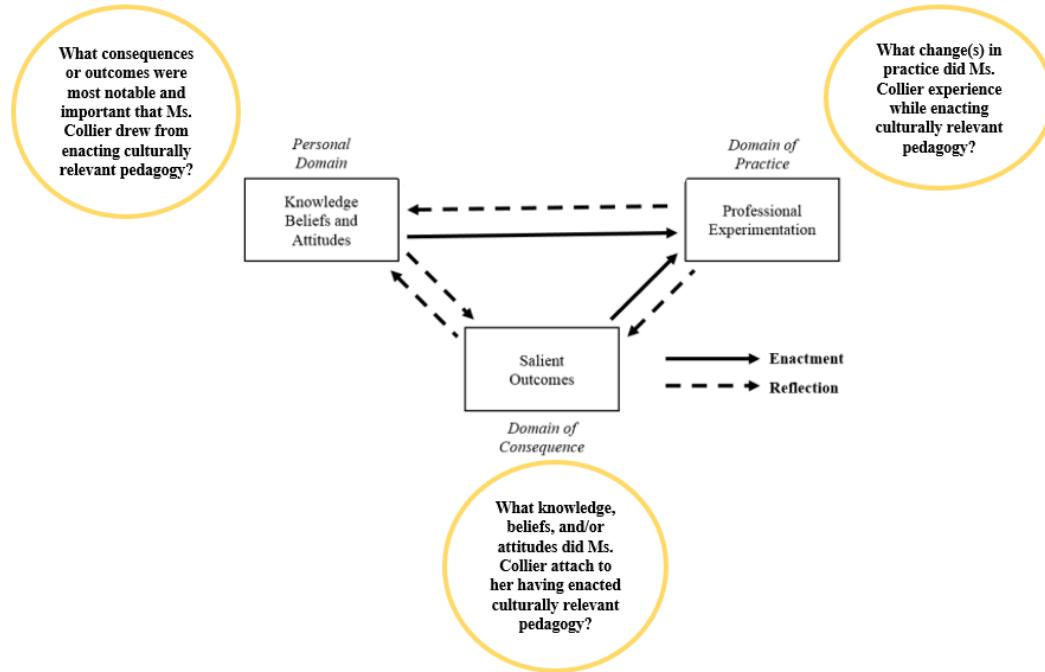 What consequences
or outcomes were
most notable and
important that Ms.
Collier drew from
enacting culturally
relevant pedagogy?
What change(s) in
practice did Ms.
Collier experience
while enacting
culturally relevant
pedagogy?
Personal
Domain
Knowledge
Beliefs and
Attitudes
Domain of
Practice
Professional
Experimentation
Salient
Outcomes
Domain of
Consequence
Enactment
Reflection
What knowledge,
beliefs, and/or
attitudes did Ms.
Collier attach to
her having enacted
culturally relevant
pedagogy?